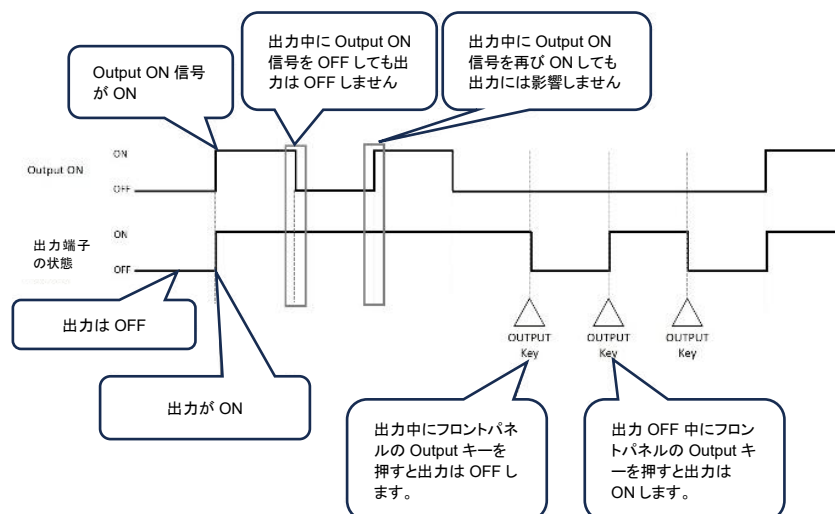 Output ON 信号
が ON
出力中に Output ON
信号を OFF しても出
力は OFF しません
出力中に Output ON
信号を再び ON しても
出力には影響しません
Output ON
ON
OFF
出力端子
の状態
ON
OFF
出力は OFF
出力が ON
OUTPUT
Key
OUTPUT
Key
OUTPUT
Key
出力中にフロントパネ
ルの Output キーを
押すと出力は OFF し
ます。
出力 OFF 中にフロン
トパネルの Output キ
ーを押すと出力は
ON します。